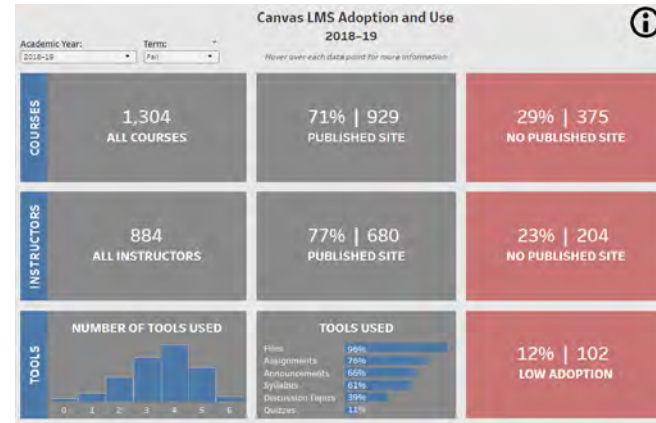 Canvas LMS Adoption and Use
2018–19
Academic Year:
Term:
2018-19
Fall
Hover over each data point for more information
COURSES
1,304
ALL COURSES
71% | 929
PUBLISHED SITE
29% | 375
NO PUBLISHED SITE
INSTRUCTORS
884
ALL INSTRUCTORS
77% | 680
PUBLISHED SITE
23% | 204
NO PUBLISHED SITE
TOOLS
NUMBER OF TOOLS USED
0 1 2 3 4 5 6
TOOLS USED
Files 96%
Assignments 76%
Announcements 66%
Syllabus 61%
Discussion Topics 39%
Quizzes 11%
12% | 102
LOW ADOPTION